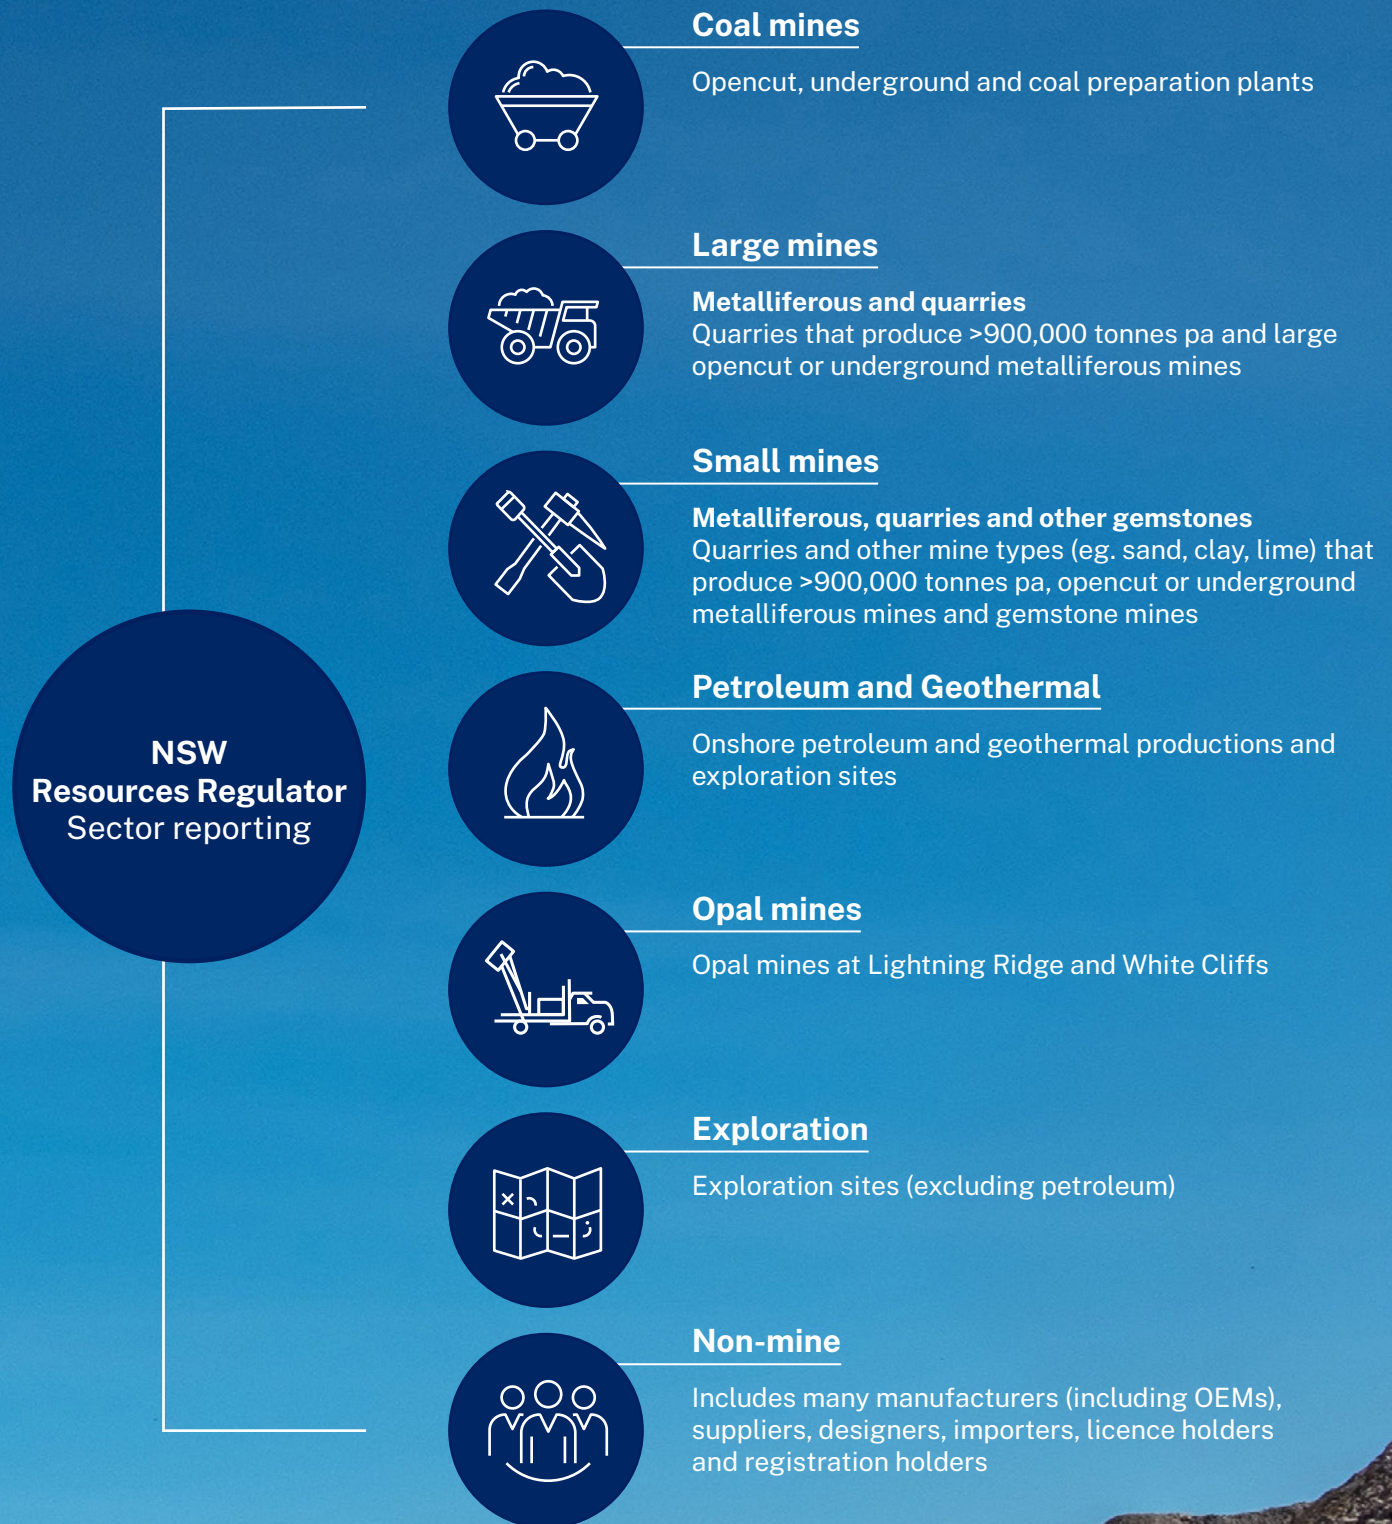 Coal mines
Opencut, underground and coal preparation plants
Large mines
Metalliferous and quarries
Quarries that produce >900,000 tonnes pa and large
opencut or underground metalliferous mines
Small mines
Metalliferous, quarries and other gemstones
Quarries and other mine types (eg. sand, clay, lime) that
produce >900,000 tonnes pa, opencut or underground
metalliferous mines and gemstone mines
NSW
Resources Regulator
Sector reporting
Petroleum and Geothermal
Onshore petroleum and geothermal productions and
exploration sites
Opal mines
Opal mines at Lightning Ridge and White Cliffs
Exploration
Exploration sites (excluding petroleum)
Non-mine
Includes many manufacturers (including OEMs),
suppliers, designers, importers, licence holders
and registration holders